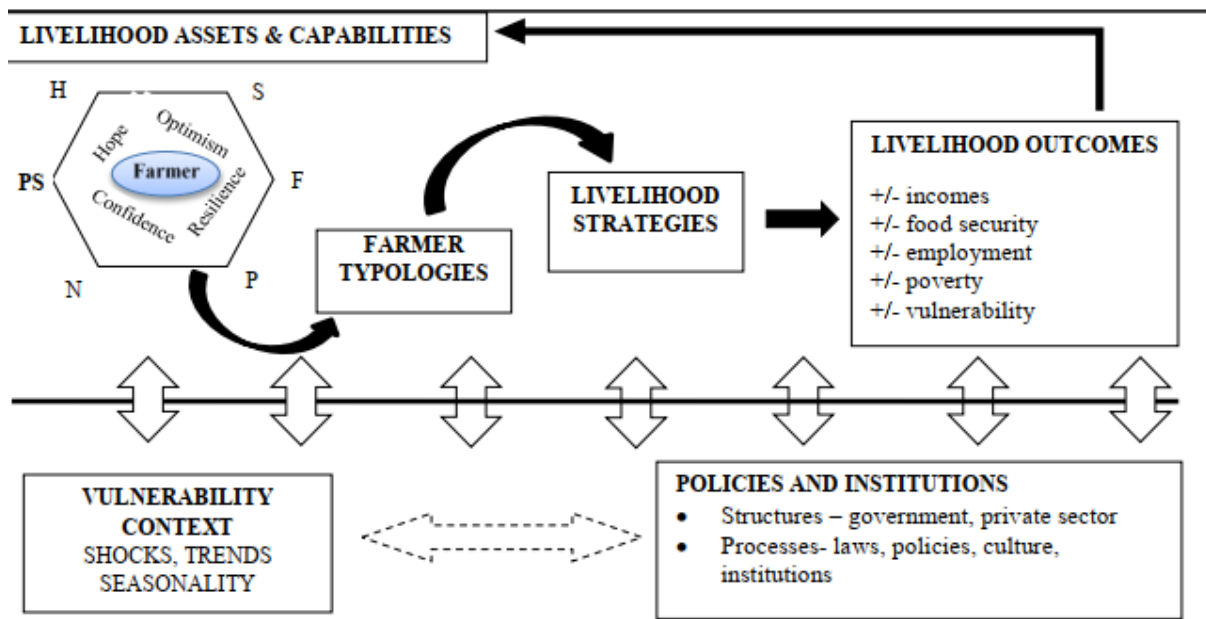 LIVELIHOOD ASSETS & CAPABILITIES
H
S
PS
F
N
P
Hope
Optimism
Farmer
Confidence
Resilience
FARMER
TYPOLOGIES
LIVELIHOOD
STRATEGIES
LIVELIHOOD OUTCOMES
+/- incomes
+/- food security
+/- employment
+/- poverty
+/- vulnerability
VULNERABILITY
CONTEXT
SHOCKS, TRENDS
SEASONALITY
POLICIES AND INSTITUTIONS
• Structures – government, private sector
• Processes- laws, policies, culture,
institutions